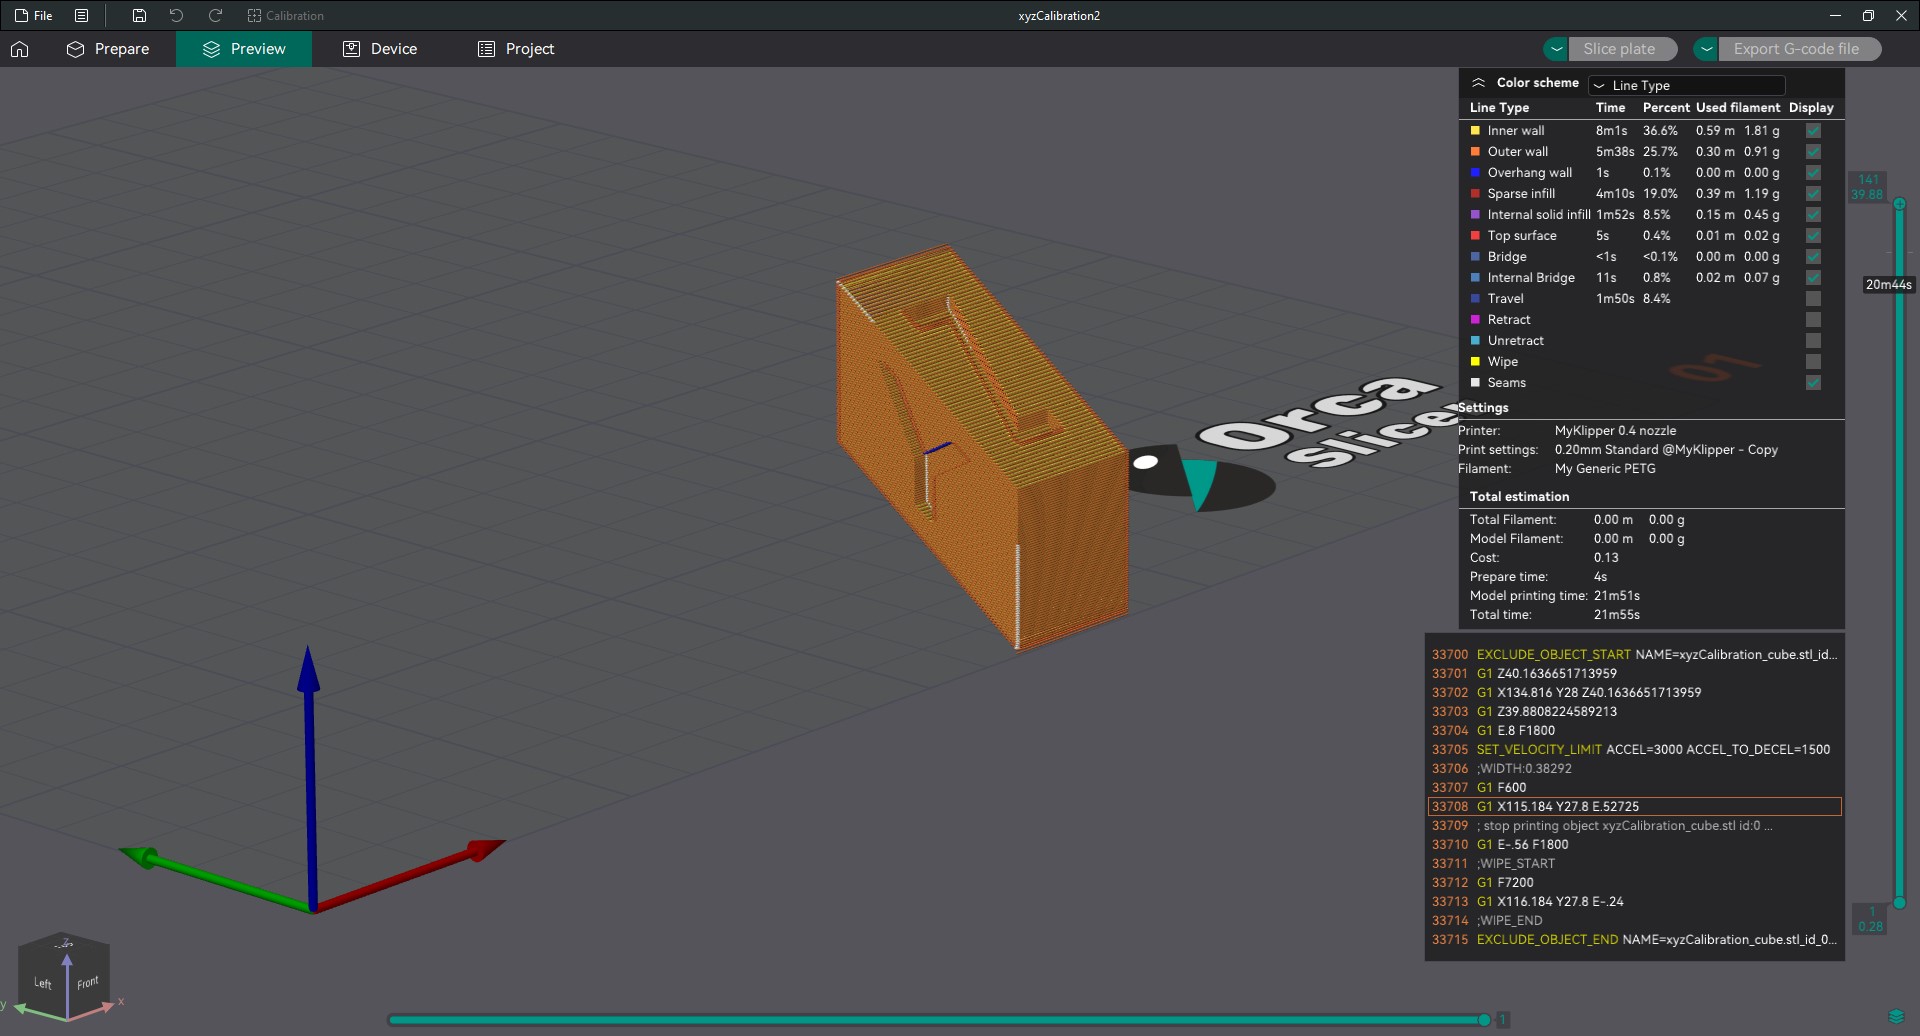 File
Calibration
xyzCalibration2
Prepare
Preview
Device
Project
Slice plate
Export G-code file
Color scheme Line Type
Line Type Time Percent Used filament Display
Inner wall 8m1s 36.6% 0.59 m 1.81 g
Outer wall 5m38s 25.7% 0.30 m 0.91 g
Overhang wall 1s 0.1% 0.00 m 0.00 g
Sparse infill 4m10s 19.0% 0.39 m 1.19 g
Internal solid infill 1m52s 8.5% 0.15 m 0.45 g
Top surface 5s 0.4% 0.01 m 0.02 g
Bridge <1s <0.1% 0.00 m 0.00 g
Internal Bridge 11s 0.8% 0.02 m 0.07 g
Travel 1m50s 8.4%
Retract
Unretract
Wipe
Seams
Settings
Printer: MyKlipper 0.4 nozzle
Print settings: 0.20mm Standard @MyKlipper - Copy
Filament: My Generic PETG
Total estimation
Total Filament: 0.00 m 0.00 g
Model Filament: 0.00 m 0.00 g
Cost: 0.13
Prepare time: 4s
Model printing time: 21m51s
Total time: 21m55s
141
39.88
20m44s
01
Orca
Slicer
33700 EXCLUDE_OBJECT_START NAME=xyzCalibration_cube.stl_id...
33701 G1 Z40.1636651713959
33702 G1 X134.816 Y28 Z40.1636651713959
33703 G1 Z39.8808224589213
33704 G1 E.8 F1800
33705 SET_VELOCITY_LIMIT ACCEL=3000 ACCEL_TO_DECEL=1500
33706 ;WIDTH:0.38292
33707 G1 F600
33708 G1 X115.184 Y27.8 E.52725
33709 ; stop printing object xyzCalibration_cube.stl id:0 ...
33710 G1 E-.56 F1800
33711 ;WIPE_START
33712 G1 F7200
33713 G1 X116.184 Y27.8 E-.24
33714 ;WIPE_END
33715 EXCLUDE_OBJECT_END NAME=xyzCalibration_cube.stl_id_0...
1
0.28
Left
Front
z
y
x
1